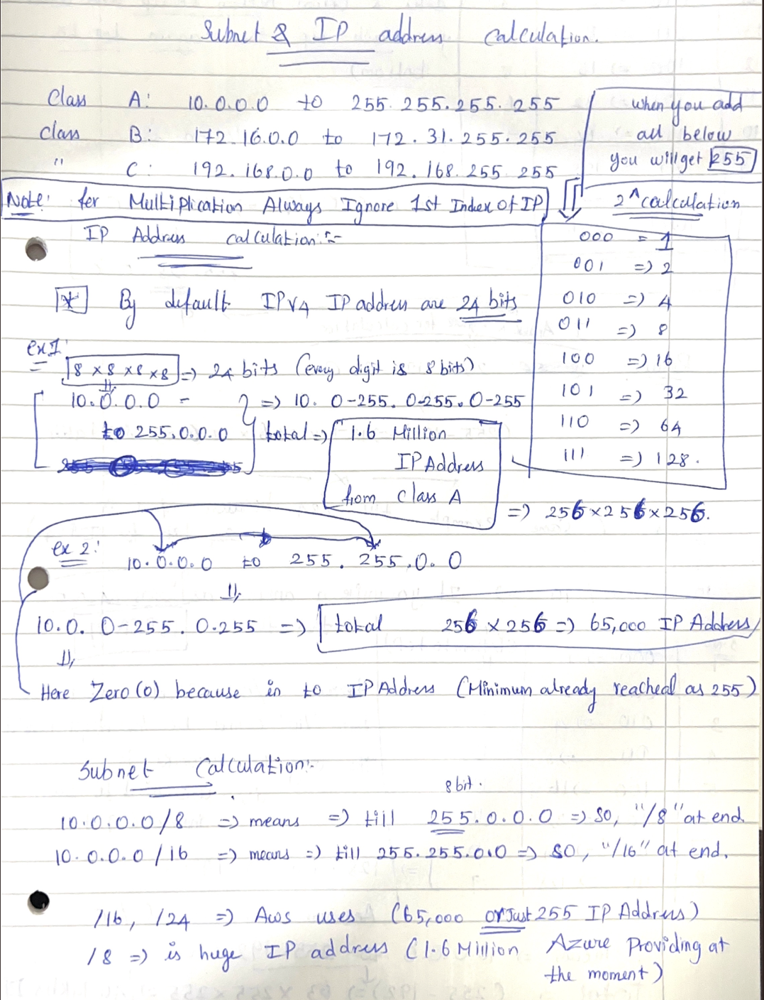 Subnet & IP address calculation.
Class A: 10.0.0.0 to 255.255.255.255
class B: 172.16.0.0 to 172.31.255.255
" C: 192.168.0.0 to 192.168.255.255
when you add
all below
you will get 255
Note: for Multiplication Always Ignore 1st Index of IP
2^calculation
000 = 1
001 => 2
010 => 4
011 => 8
100 => 16
101 => 32
110 => 64
111 => 128.
IP Address calculation:-
* By default IPV4 IP address are 24 bits
ex 1:
8 x 8 x 8 x 8 => 24 bits (every digit is 8 bits)
10.0.0.0 - => 10. 0-255. 0-255. 0-255
to 255.0.0.0 total => 1.6 Million
IP Address
from class A
=> 256 x 256 x 256.
ex 2:
10.0.0.0 to 255.255.0.0
10.0. 0-255. 0.255 => total 256 x 256 => 65,000 IP Address
Here Zero (0) because in to IP Address (Minimum already reached as 255)
Subnet Calculation:-
8 bit.
10.0.0.0/8 => means => till 255.0.0.0 => so, "/8" at end.
10.0.0.0/16 => means => till 255.255.0.0 => so, "/16" at end.
/16, /24 => Aws uses (65,000 or Just 255 IP Address)
/8 => is huge IP address (1.6 Million Azure Providing at
the moment)